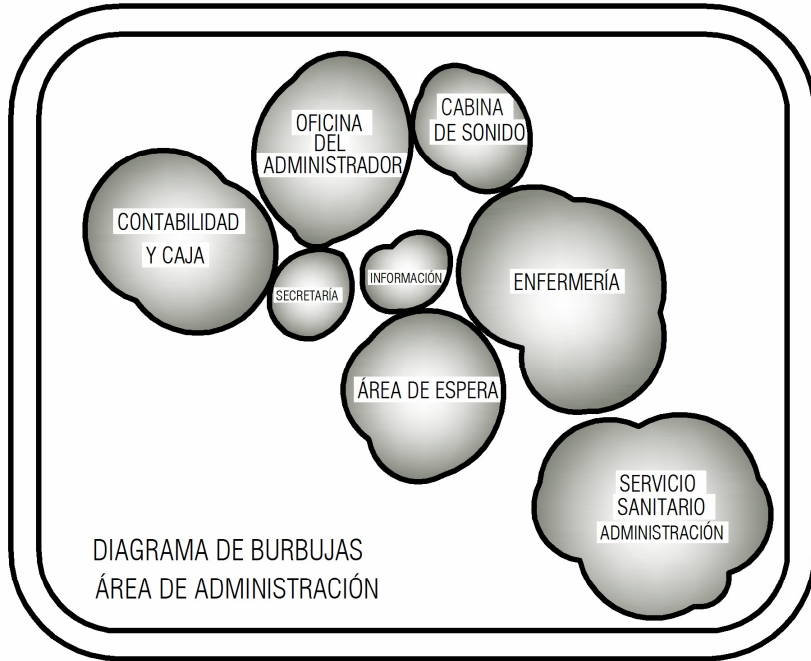 OFICINA
DEL
ADMINISTRADOR
CABINA
DE SONIDO
CONTABILIDAD
Y CAJA
SECRETARÍA
INFORMACIÓN
ENFERMERÍA
ÁREA DE ESPERA
SERVICIO
SANITARIO
ADMINISTRACIÓN
DIAGRAMA DE BURBUJAS
ÁREA DE ADMINISTRACIÓN